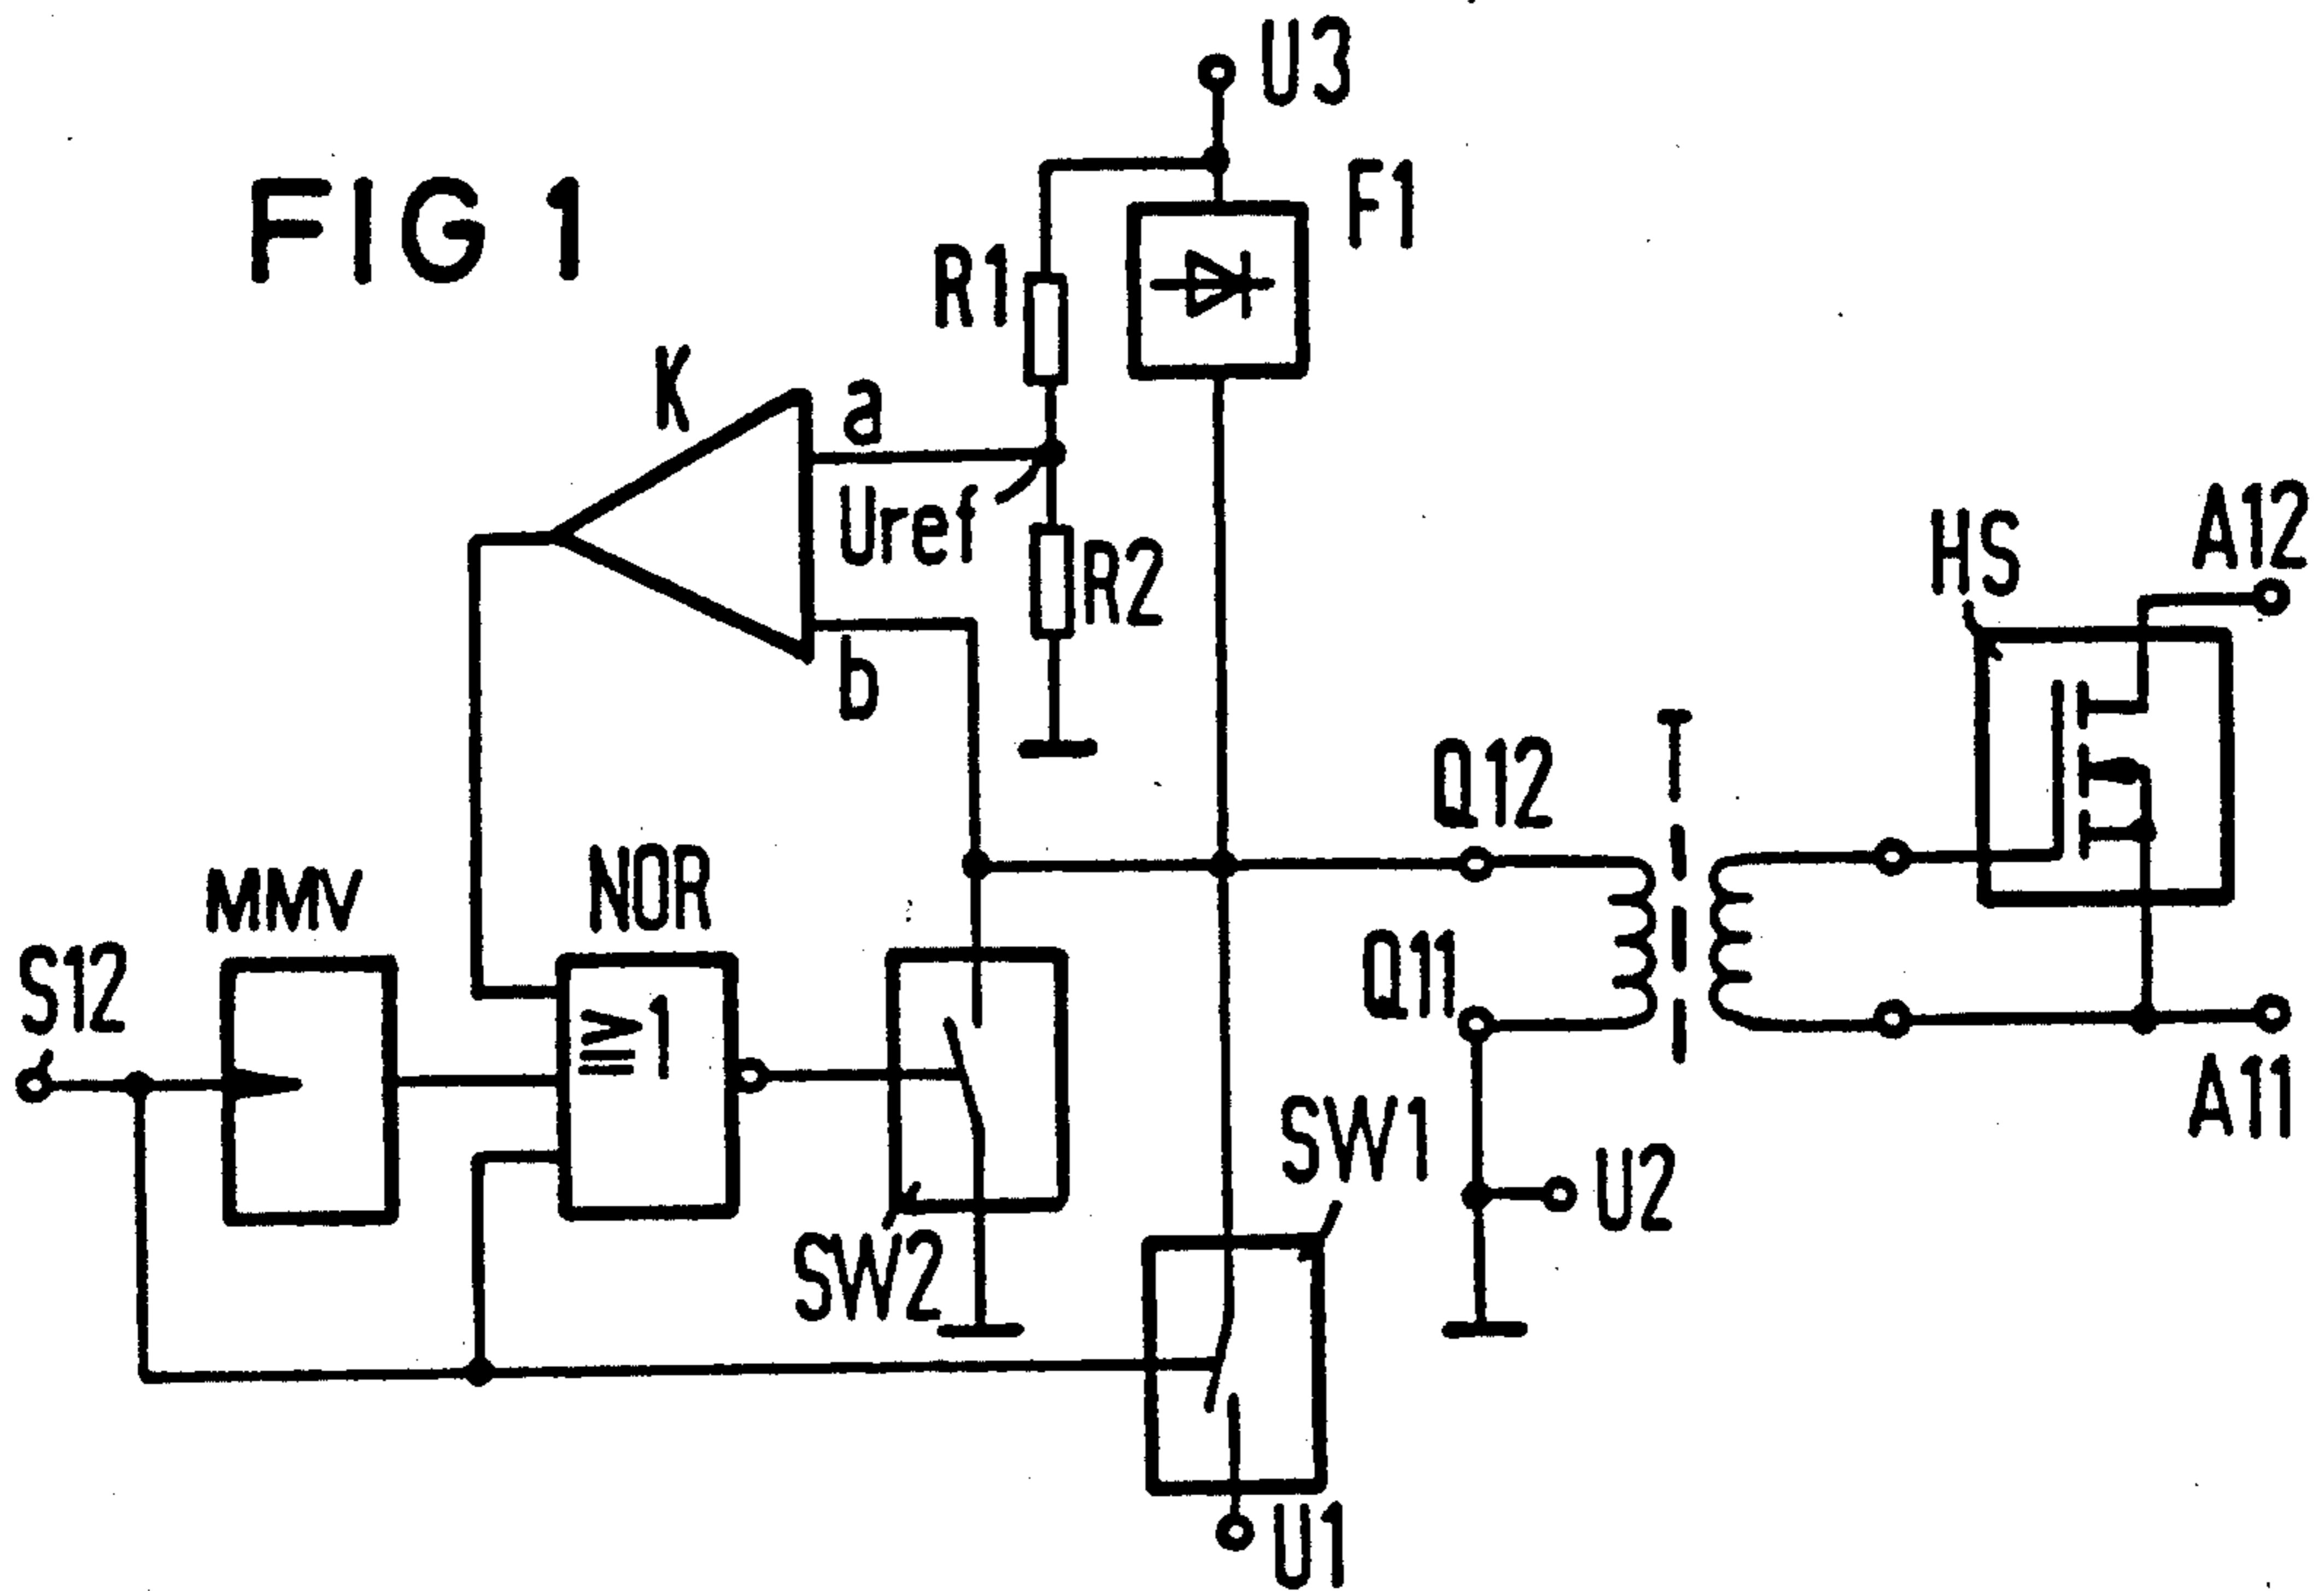 U3
FIG 1
F1
R1
K
a
Uref
R2
b
HS
A12
T
Q12
NOR
MMV
S12
Q11
≥1
SW1
A11
U2
SW2
U1